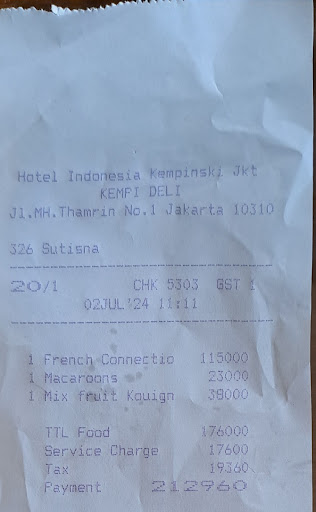 Hotel Indonesia Kempinski Jkt
KEMPI DELI
Jl.MH.Thamrin No.1 Jakarta 10310
326 Sutisna
20/1 CHK 5303 GST 1
02JUL'24 11:11
1 French Connectio 115000
1 Macaroons 23000
1 Mix fruit Kouign 38000
TTL Food 176000
Service Charge 17600
Tax 19360
Payment 212960